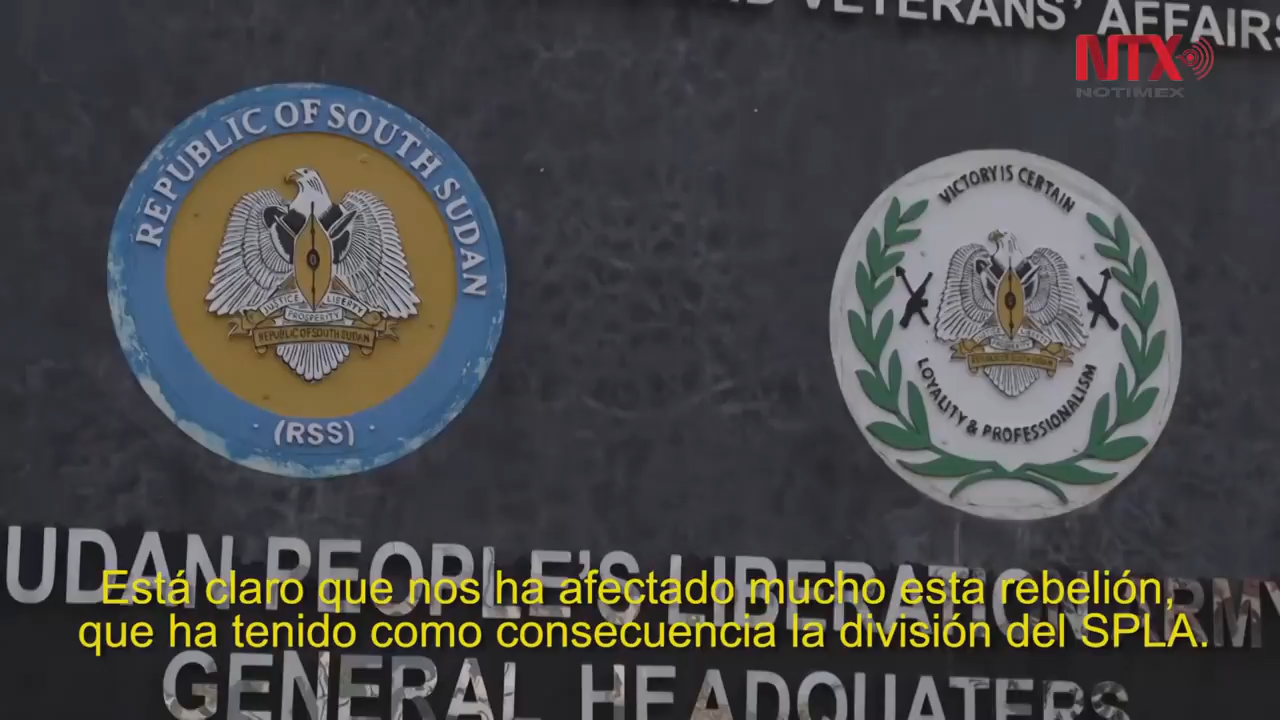 VETERANS' AFFAIRS
NTX
NOTIMEX
REPUBLIC OF SOUTH SUDAN
JUSTICE LIBERTY
PROSPERITY
REPUBLIC OF SOUTH SUDAN
(RSS)
VICTORY IS CERTAIN
LOYALITY & PROFESSIONALISM
UDAN PEOPLE'S LIBERATION ARMY
Está claro que nos ha afectado mucho esta rebelión,
que ha tenido como consecuencia la división del SPLA.
GENERAL HEADQUATERS